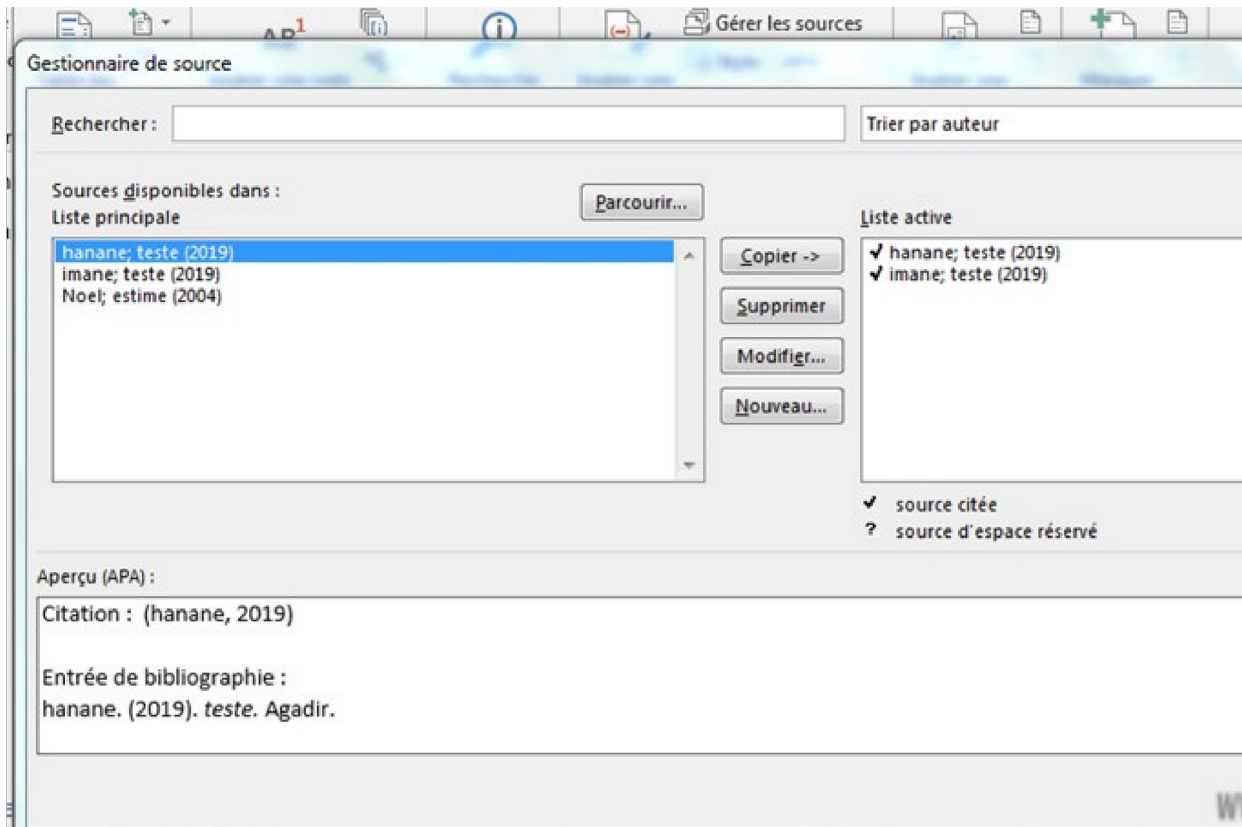 AB1
Gérer les sources
Gestionnaire de source
Rechercher :
Trier par auteur
Sources disponibles dans :
Liste principale
Parcourir...
Liste active
hanane; teste (2019)
imane; teste (2019)
Noel; estime (2004)
Copier ->
Supprimer
Modifier...
Nouveau...
✔ hanane; teste (2019)
✔ imane; teste (2019)
✔ source citée
? source d'espace réservé
Aperçu (APA) :
Citation : (hanane, 2019)
Entrée de bibliographie :
hanane. (2019). teste. Agadir.